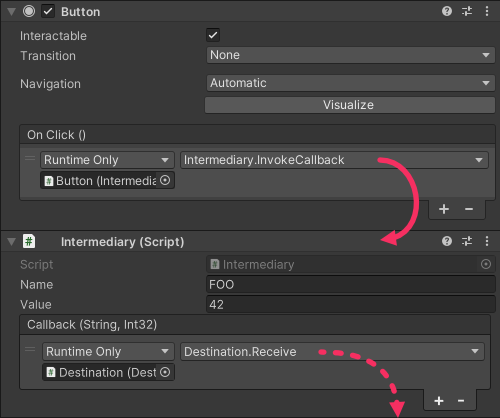 Button
Interactable
Transition None
Navigation Automatic
Visualize
On Click ()
Runtime Only Intermediary.InvokeCallback
Button (Intermedia
Intermediary (Script)
Script Intermediary
Name FOO
Value 42
Callback (String, Int32)
Runtime Only Destination.Receive
Destination (Dest